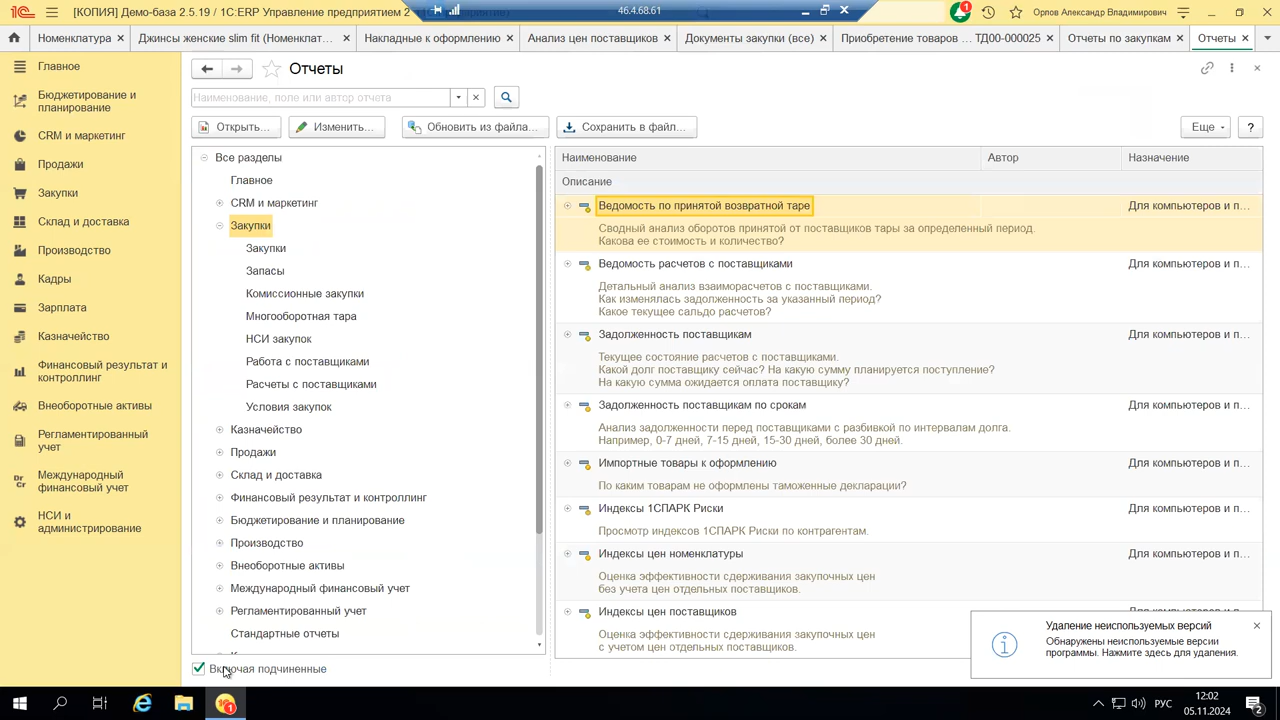 [КОПИЯ] Демо-база 2.5.19 / 1С:ERP Управление предприятием 2
46.4.68.61
Орлов Александр Владимирович
Номенклатура
Джинсы женские slim fit (Номенклат...
Накладные к оформлению
Анализ цен поставщиков
Документы закупки (все)
Приобретение товаров ... ТД00-000025
Отчеты по закупкам
Отчеты
Главное
Бюджетирование и
планирование
CRM и маркетинг
Продажи
Закупки
Склад и доставка
Производство
Кадры
Зарплата
Казначейство
Финансовый результат и
контроллинг
Внеоборотные активы
Регламентированный
учет
Международный
финансовый учет
НСИ и
администрирование
Отчеты
Наименование, поле или автор отчета
Открыть...
Изменить...
Обновить из файла...
Сохранить в файл...
Еще
?
Все разделы
Главное
CRM и маркетинг
Закупки
Закупки
Запасы
Комиссионные закупки
Многооборотная тара
НСИ закупок
Работа с поставщиками
Расчеты с поставщиками
Условия закупок
Казначейство
Продажи
Склад и доставка
Финансовый результат и контроллинг
Бюджетирование и планирование
Производство
Внеоборотные активы
Международный финансовый учет
Регламентированный учет
Стандартные отчеты
Включая подчиненные
Наименование
Автор
Назначение
Описание
Ведомость по принятой возвратной таре
Для компьютеров и п...
Сводный анализ оборотов принятой от поставщиков тары за определенный период.
Какова ее стоимость и количество?
Ведомость расчетов с поставщиками
Для компьютеров и п...
Детальный анализ взаиморасчетов с поставщиками.
Как изменялась задолженность за указанный период?
Какое текущее сальдо расчетов?
Задолженность поставщикам
Для компьютеров и п...
Текущее состояние расчетов с поставщиками.
Какой долг поставщику сейчас? На какую сумму планируется поступление?
На какую сумма ожидается оплата поставщику?
Задолженность поставщикам по срокам
Для компьютеров и п...
Анализ задолженности перед поставщиками с разбивкой по интервалам долга.
Например, 0-7 дней, 7-15 дней, 15-30 дней, более 30 дней.
Импортные товары к оформлению
Для компьютеров и п...
По каким товарам не оформлены таможенные декларации?
Индексы 1СПАРК Риски
Для компьютеров и п...
Просмотр индексов 1СПАРК Риски по контрагентам.
Индексы цен номенклатуры
Для компьютеров и п...
Оценка эффективности сдерживания закупочных цен
без учета цен отдельных поставщиков.
Индексы цен поставщиков
Оценка эффективности сдерживания закупочных цен
с учетом цен отдельных поставщиков.
Удаление неиспользуемых версий
Обнаружены неиспользуемые версии
программы. Нажмите здесь для удаления.
РУС
12:02
05.11.2024